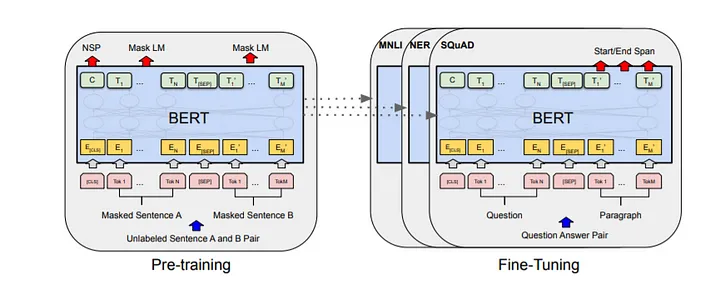 NSP Mask LM Mask LM
C T1 ... TN T[SEP] T1' ... TM'
BERT
E[CLS] E1 ... EN E[SEP] E1' ... EM'
[CLS] Tok 1 ... Tok N [SEP] Tok 1 ... TokM
Masked Sentence A Masked Sentence B
Unlabeled Sentence A and B Pair
Pre-training
MNLI NER SQuAD
Start/End Span
C T1 ... TN T[SEP] T1' ... TM'
BERT
E[CLS] E1 ... EN E[SEP] E1' ... EM'
[CLS] Tok 1 ... Tok N [SEP] Tok 1 ... TokM
Question Paragraph
Question Answer Pair
Fine-Tuning